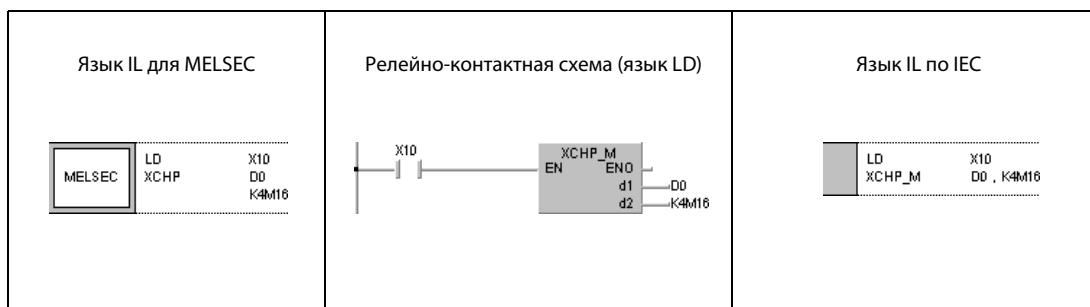 Язык IL для MELSEC
MELSEC
LD X10
XCHP D0
K4M16
Релейно-контактная схема (язык LD)
X10
XCHP_M
EN ENO
d1 D0
d2 K4M16
Язык IL по IEC
LD X10
XCHP_M D0 , K4M16